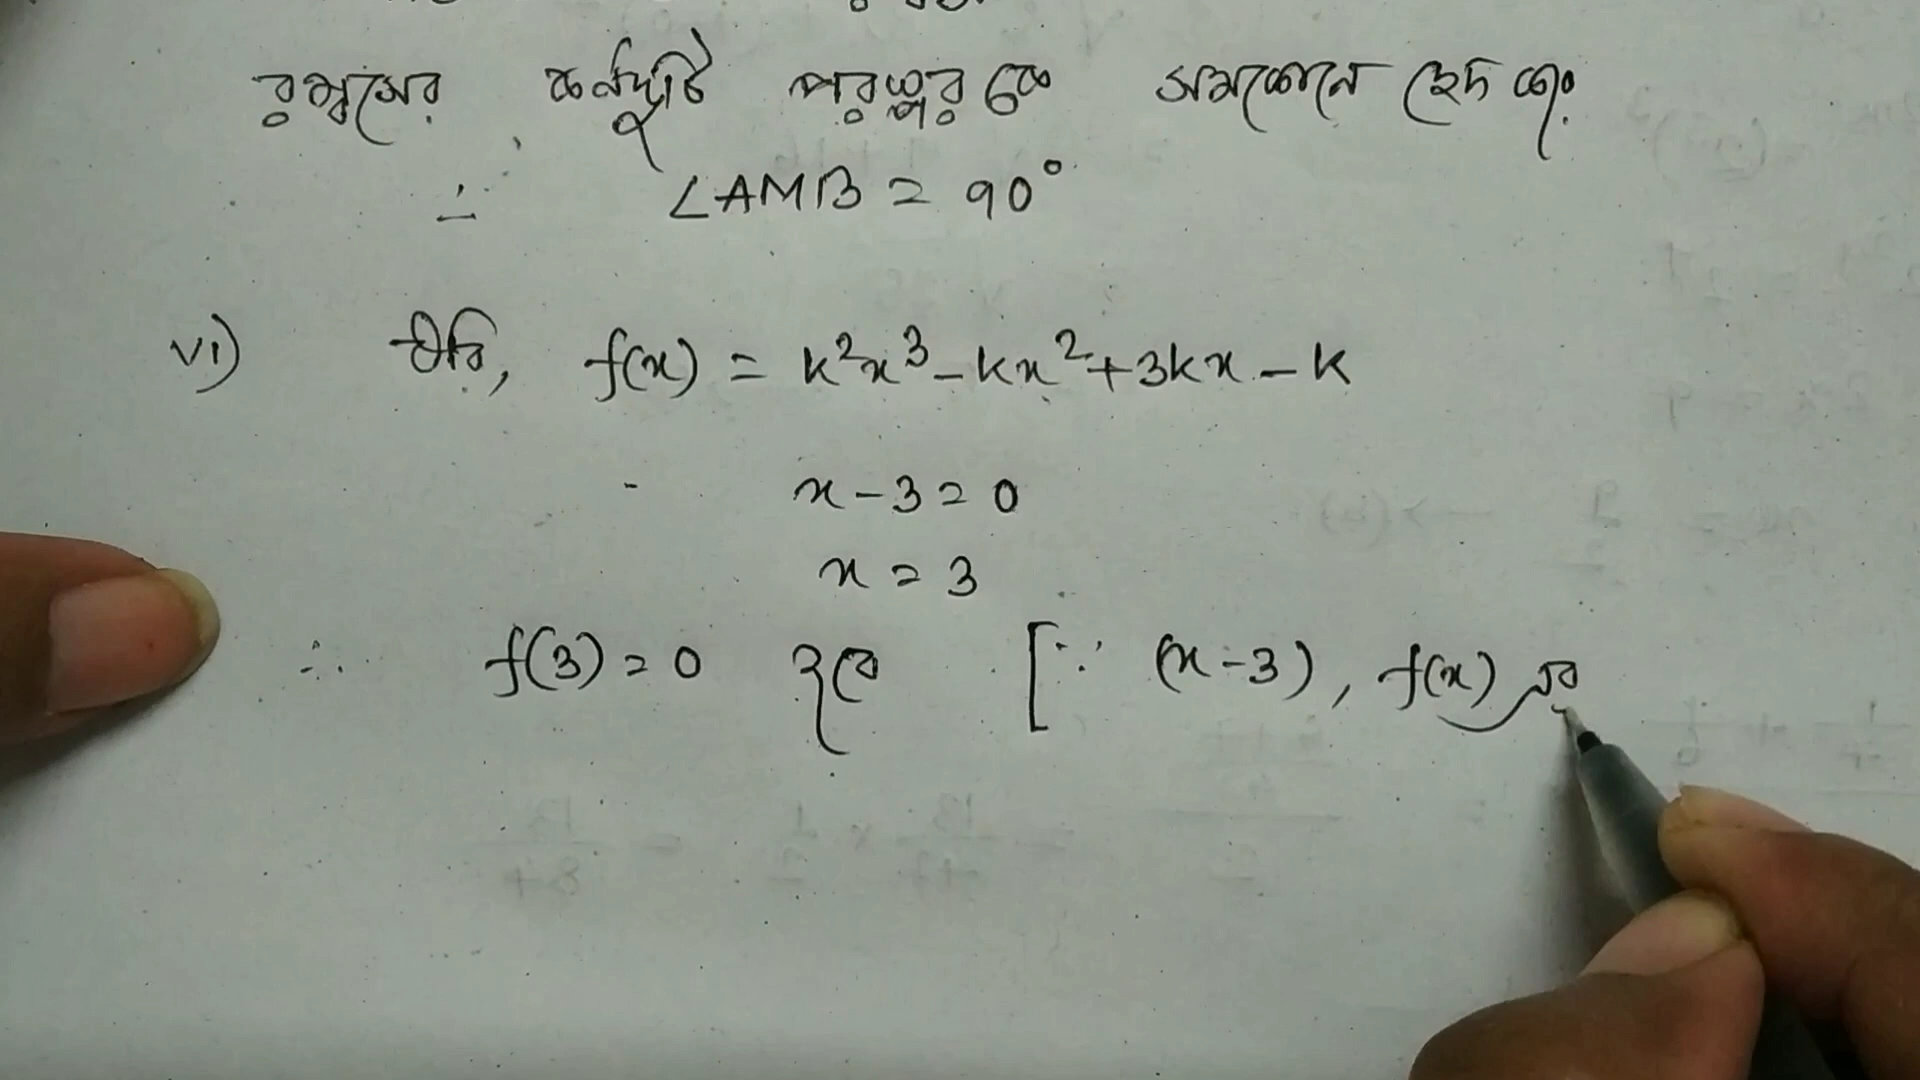 রম্বসের কর্ণদুটি পরস্পরকে সমকোণে ছেদ করে
∴ ∠AMB = 90°
vi) ধরি, f(x) = k²x³ - kx² + 3kx - k
x - 3 = 0
x = 3
∴ f(3) = 0 হবে [∵ (x - 3), f(x) এর